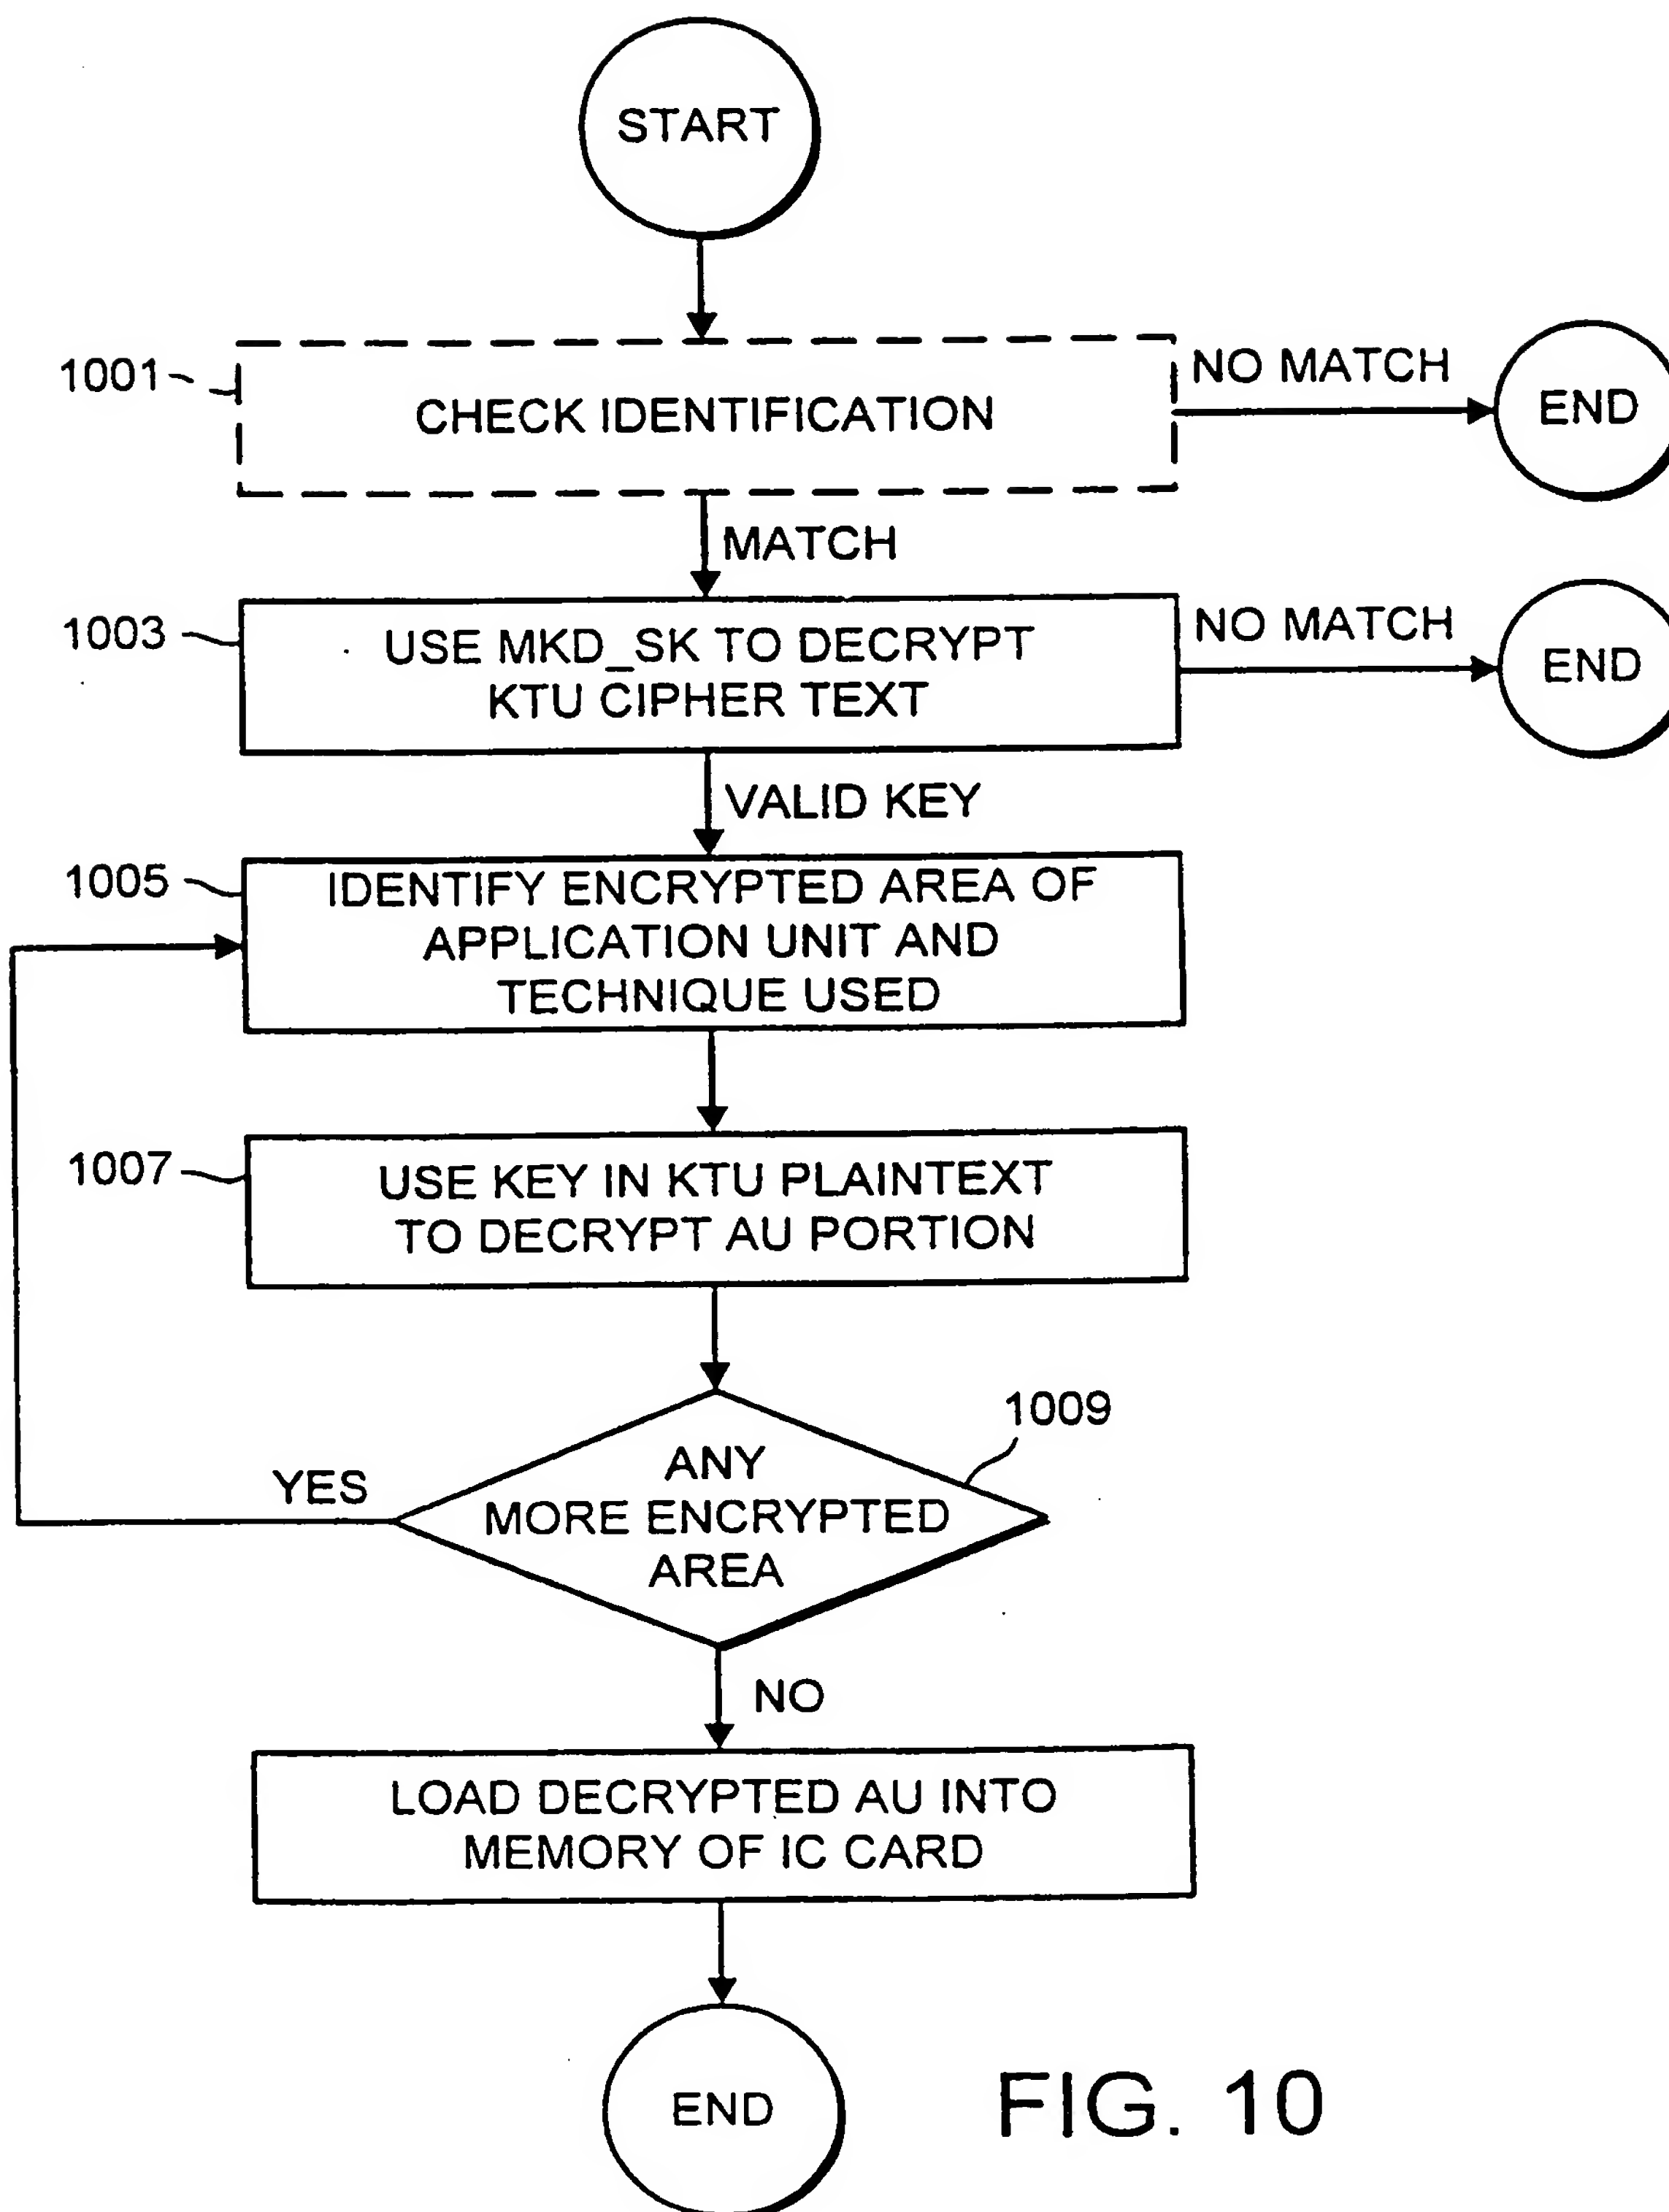 START
1001
CHECK IDENTIFICATION
NO MATCH
END
MATCH
1003
USE MKD_SK TO DECRYPT
KTU CIPHER TEXT
NO MATCH
END
VALID KEY
1005
IDENTIFY ENCRYPTED AREA OF
APPLICATION UNIT AND
TECHNIQUE USED
1007
USE KEY IN KTU PLAINTEXT
TO DECRYPT AU PORTION
1009
ANY
MORE ENCRYPTED
AREA
YES
NO
LOAD DECRYPTED AU INTO
MEMORY OF IC CARD
END
FIG. 10